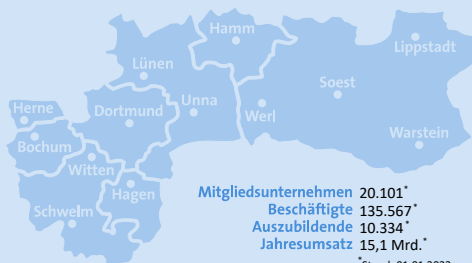 Hamm
Lippstadt
Lünen
Soest
Unna
Herne
Dortmund
Werl
Bochum
Warstein
Witten
Hagen
Schwelm
Mitgliedsunternehmen 20.101*
Beschäftigte 135.567*
Auszubildende 10.334*
Jahresumsatz 15,1 Mrd.*